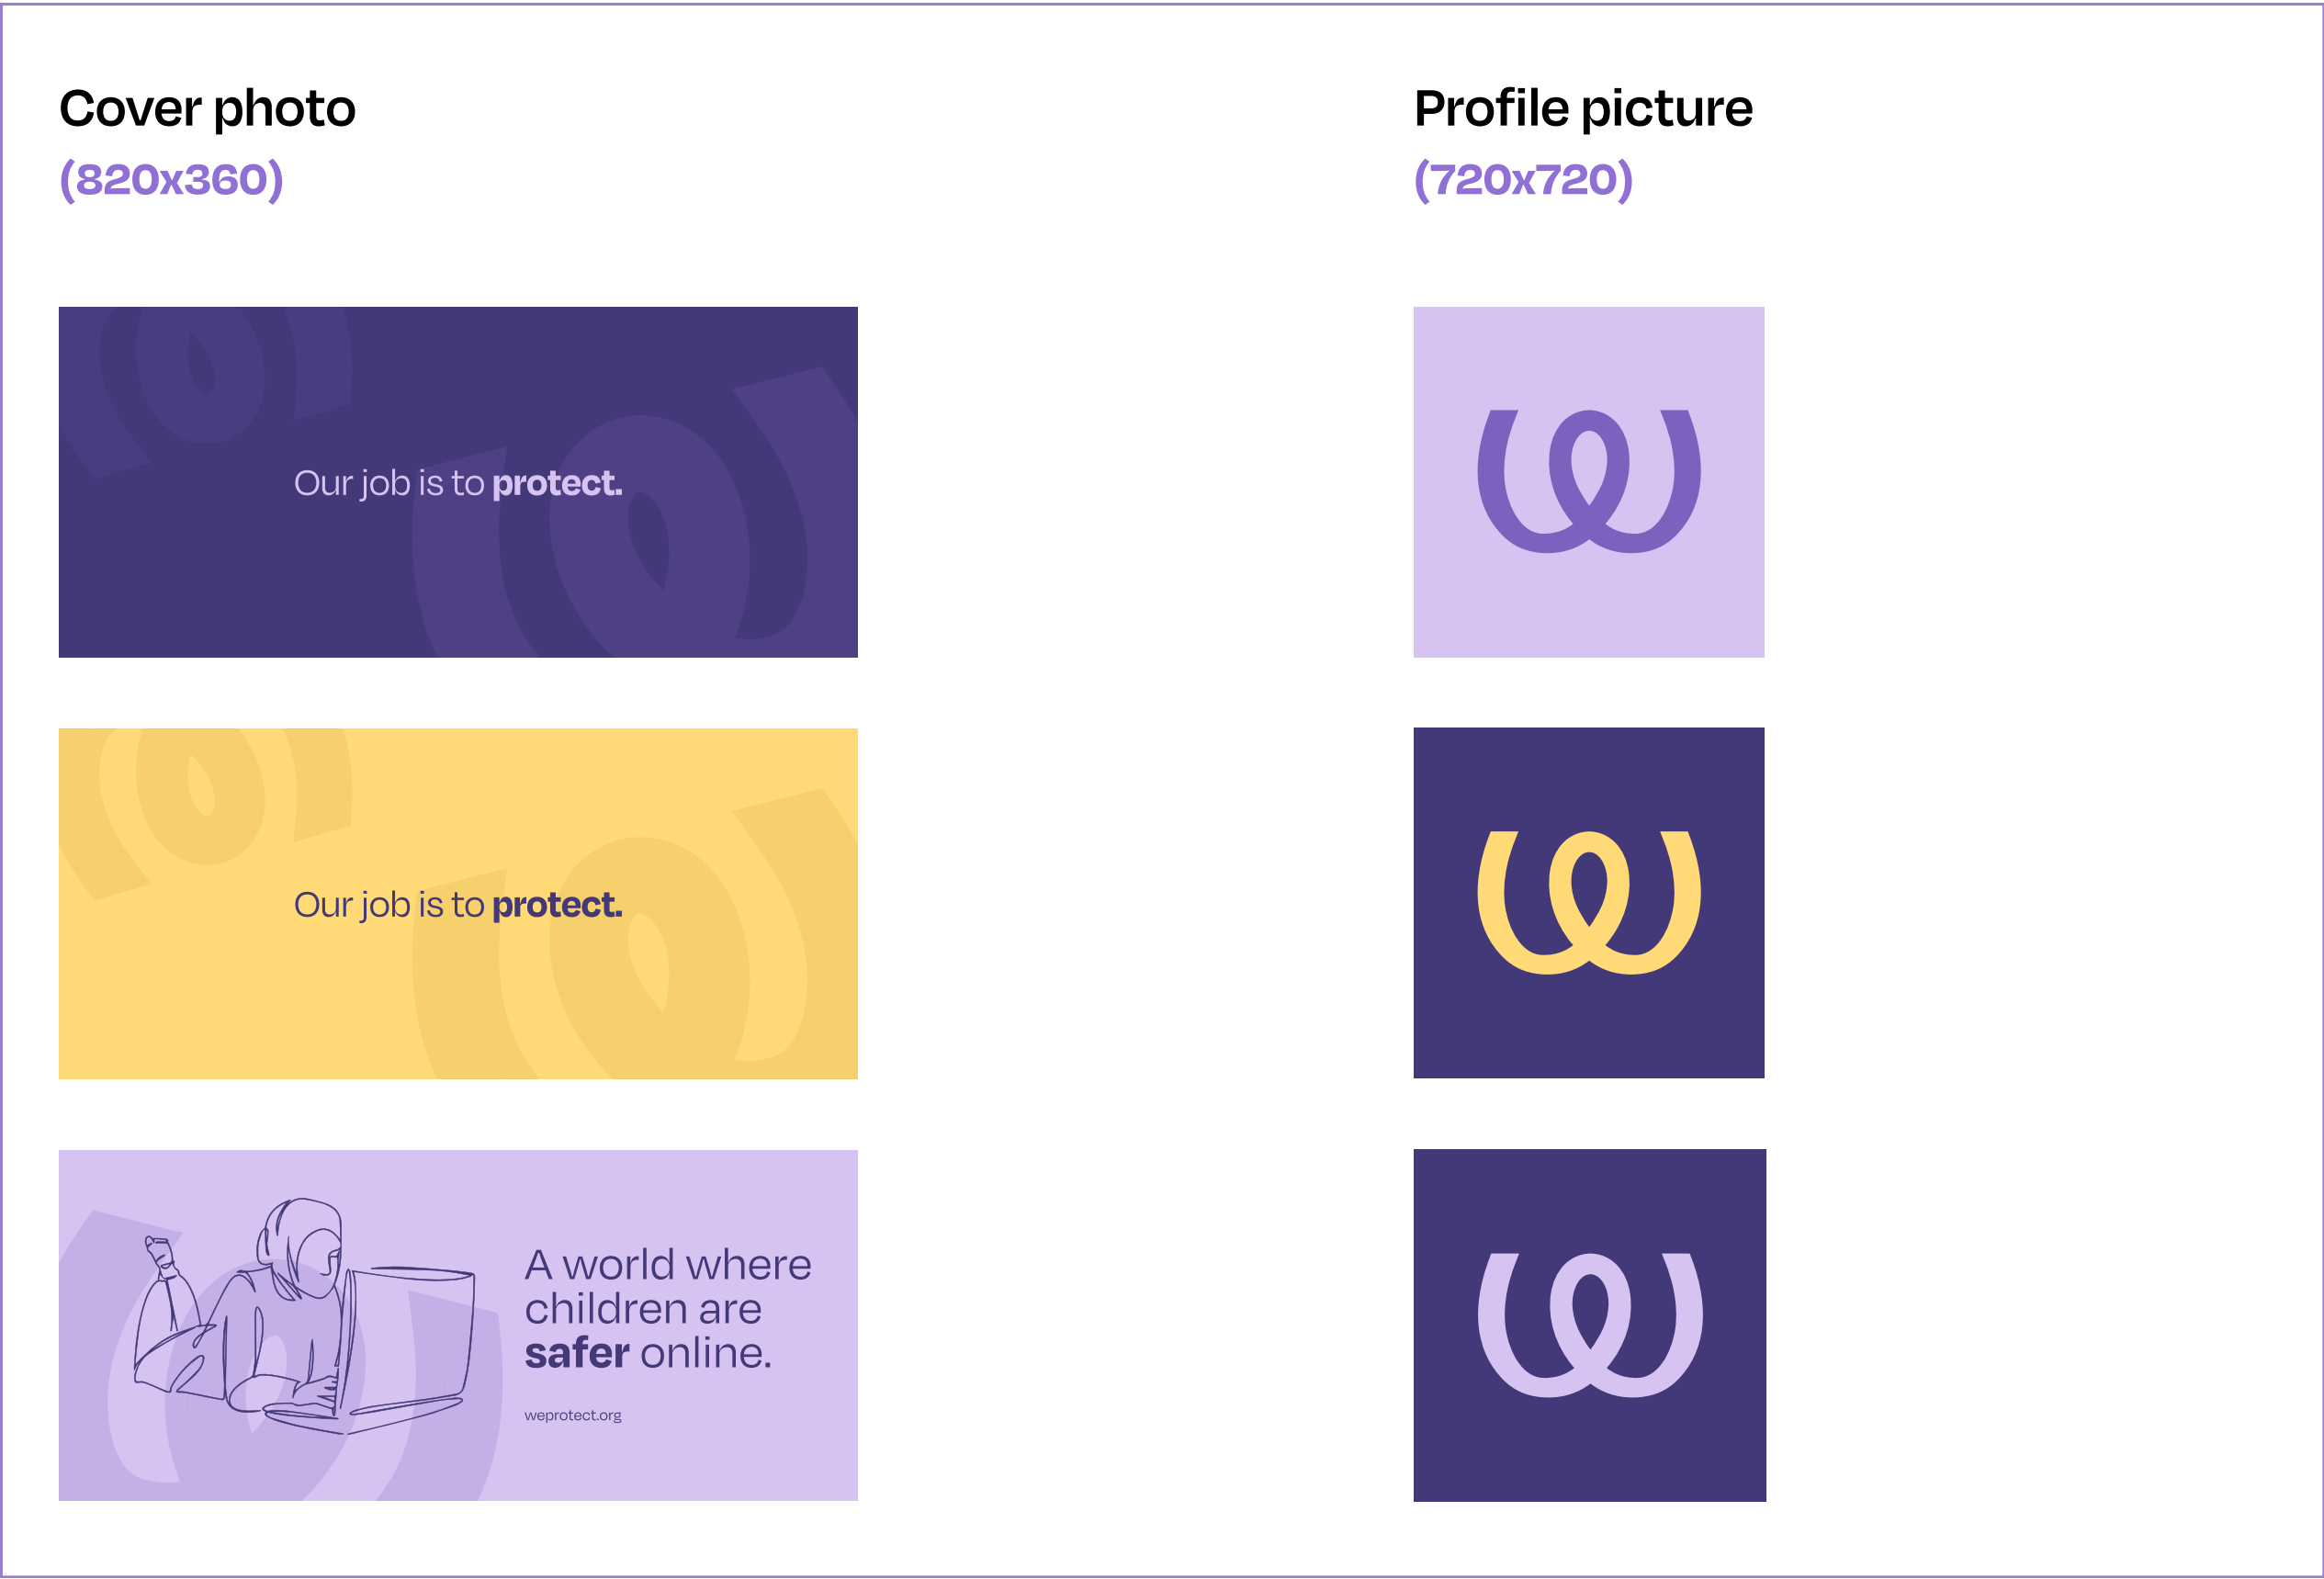 Cover photo
(820x360)
Profile picture
(720x720)
Our job is to protect.
Our job is to protect.
A world where
children are
safer online.
weprotect.org